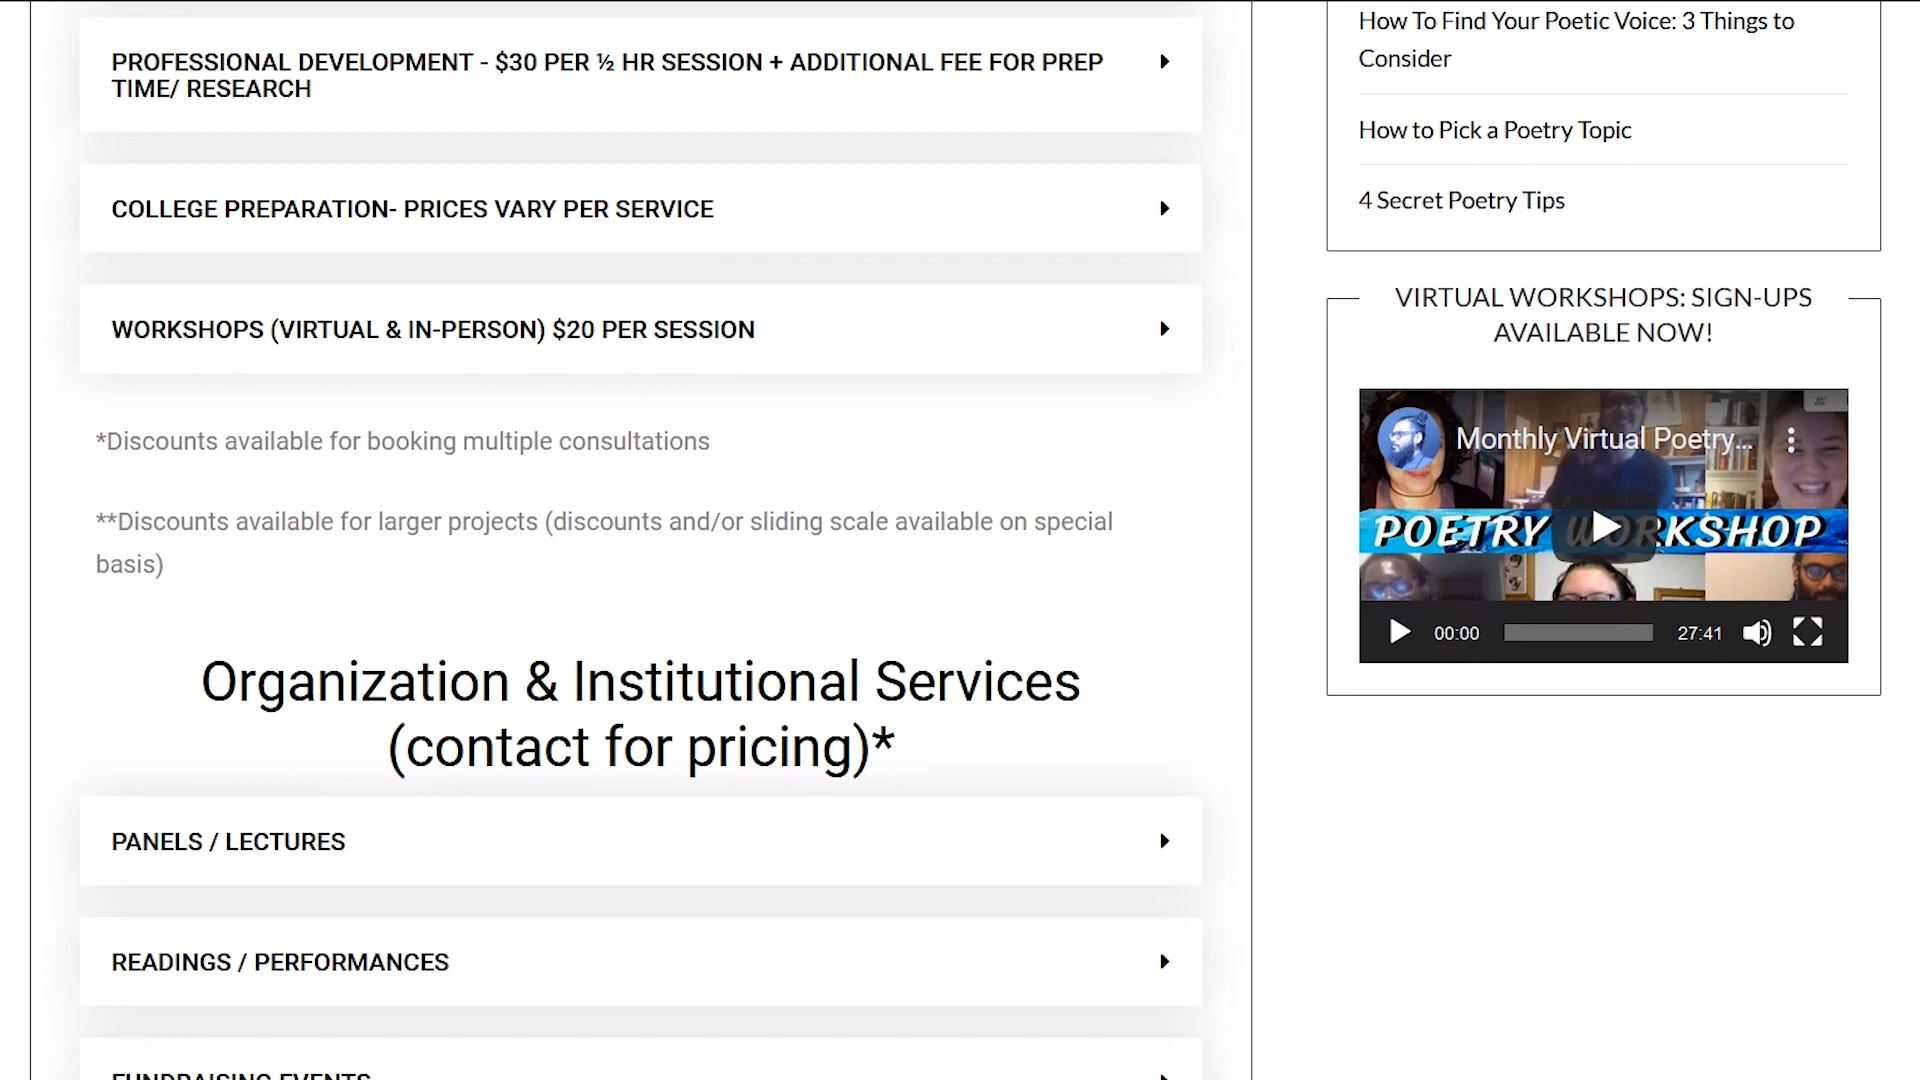 PROFESSIONAL DEVELOPMENT - $30 PER ½ HR SESSION + ADDITIONAL FEE FOR PREP
TIME/ RESEARCH
COLLEGE PREPARATION- PRICES VARY PER SERVICE
WORKSHOPS (VIRTUAL & IN-PERSON) $20 PER SESSION
*Discounts available for booking multiple consultations
**Discounts available for larger projects (discounts and/or sliding scale available on special
basis)
Organization & Institutional Services
(contact for pricing)*
PANELS / LECTURES
READINGS / PERFORMANCES
FUNDRAISING EVENTS
How To Find Your Poetic Voice: 3 Things to
Consider
How to Pick a Poetry Topic
4 Secret Poetry Tips
VIRTUAL WORKSHOPS: SIGN-UPS
AVAILABLE NOW!
Monthly Virtual Poetry...
POETRY WORKSHOP
00:00
27:41